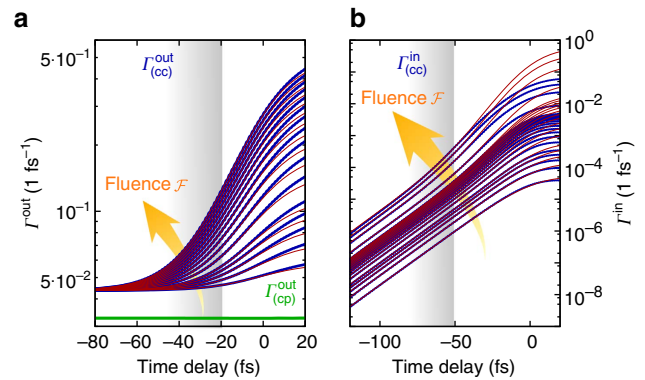 a
b
5·10⁻¹
10⁻¹
5·10⁻²
Γ^out (1 fs⁻¹)
Γ^out_(cc)
Fluence ℱ
Γ^out_(cp)
−80 −60 −40 −20 0 20
Time delay (fs)
Γ^in_(cc)
Fluence ℱ
10⁰
10⁻²
10⁻⁴
10⁻⁶
10⁻⁸
Γ^in (1 fs⁻¹)
−100 −50 0
Time delay (fs)